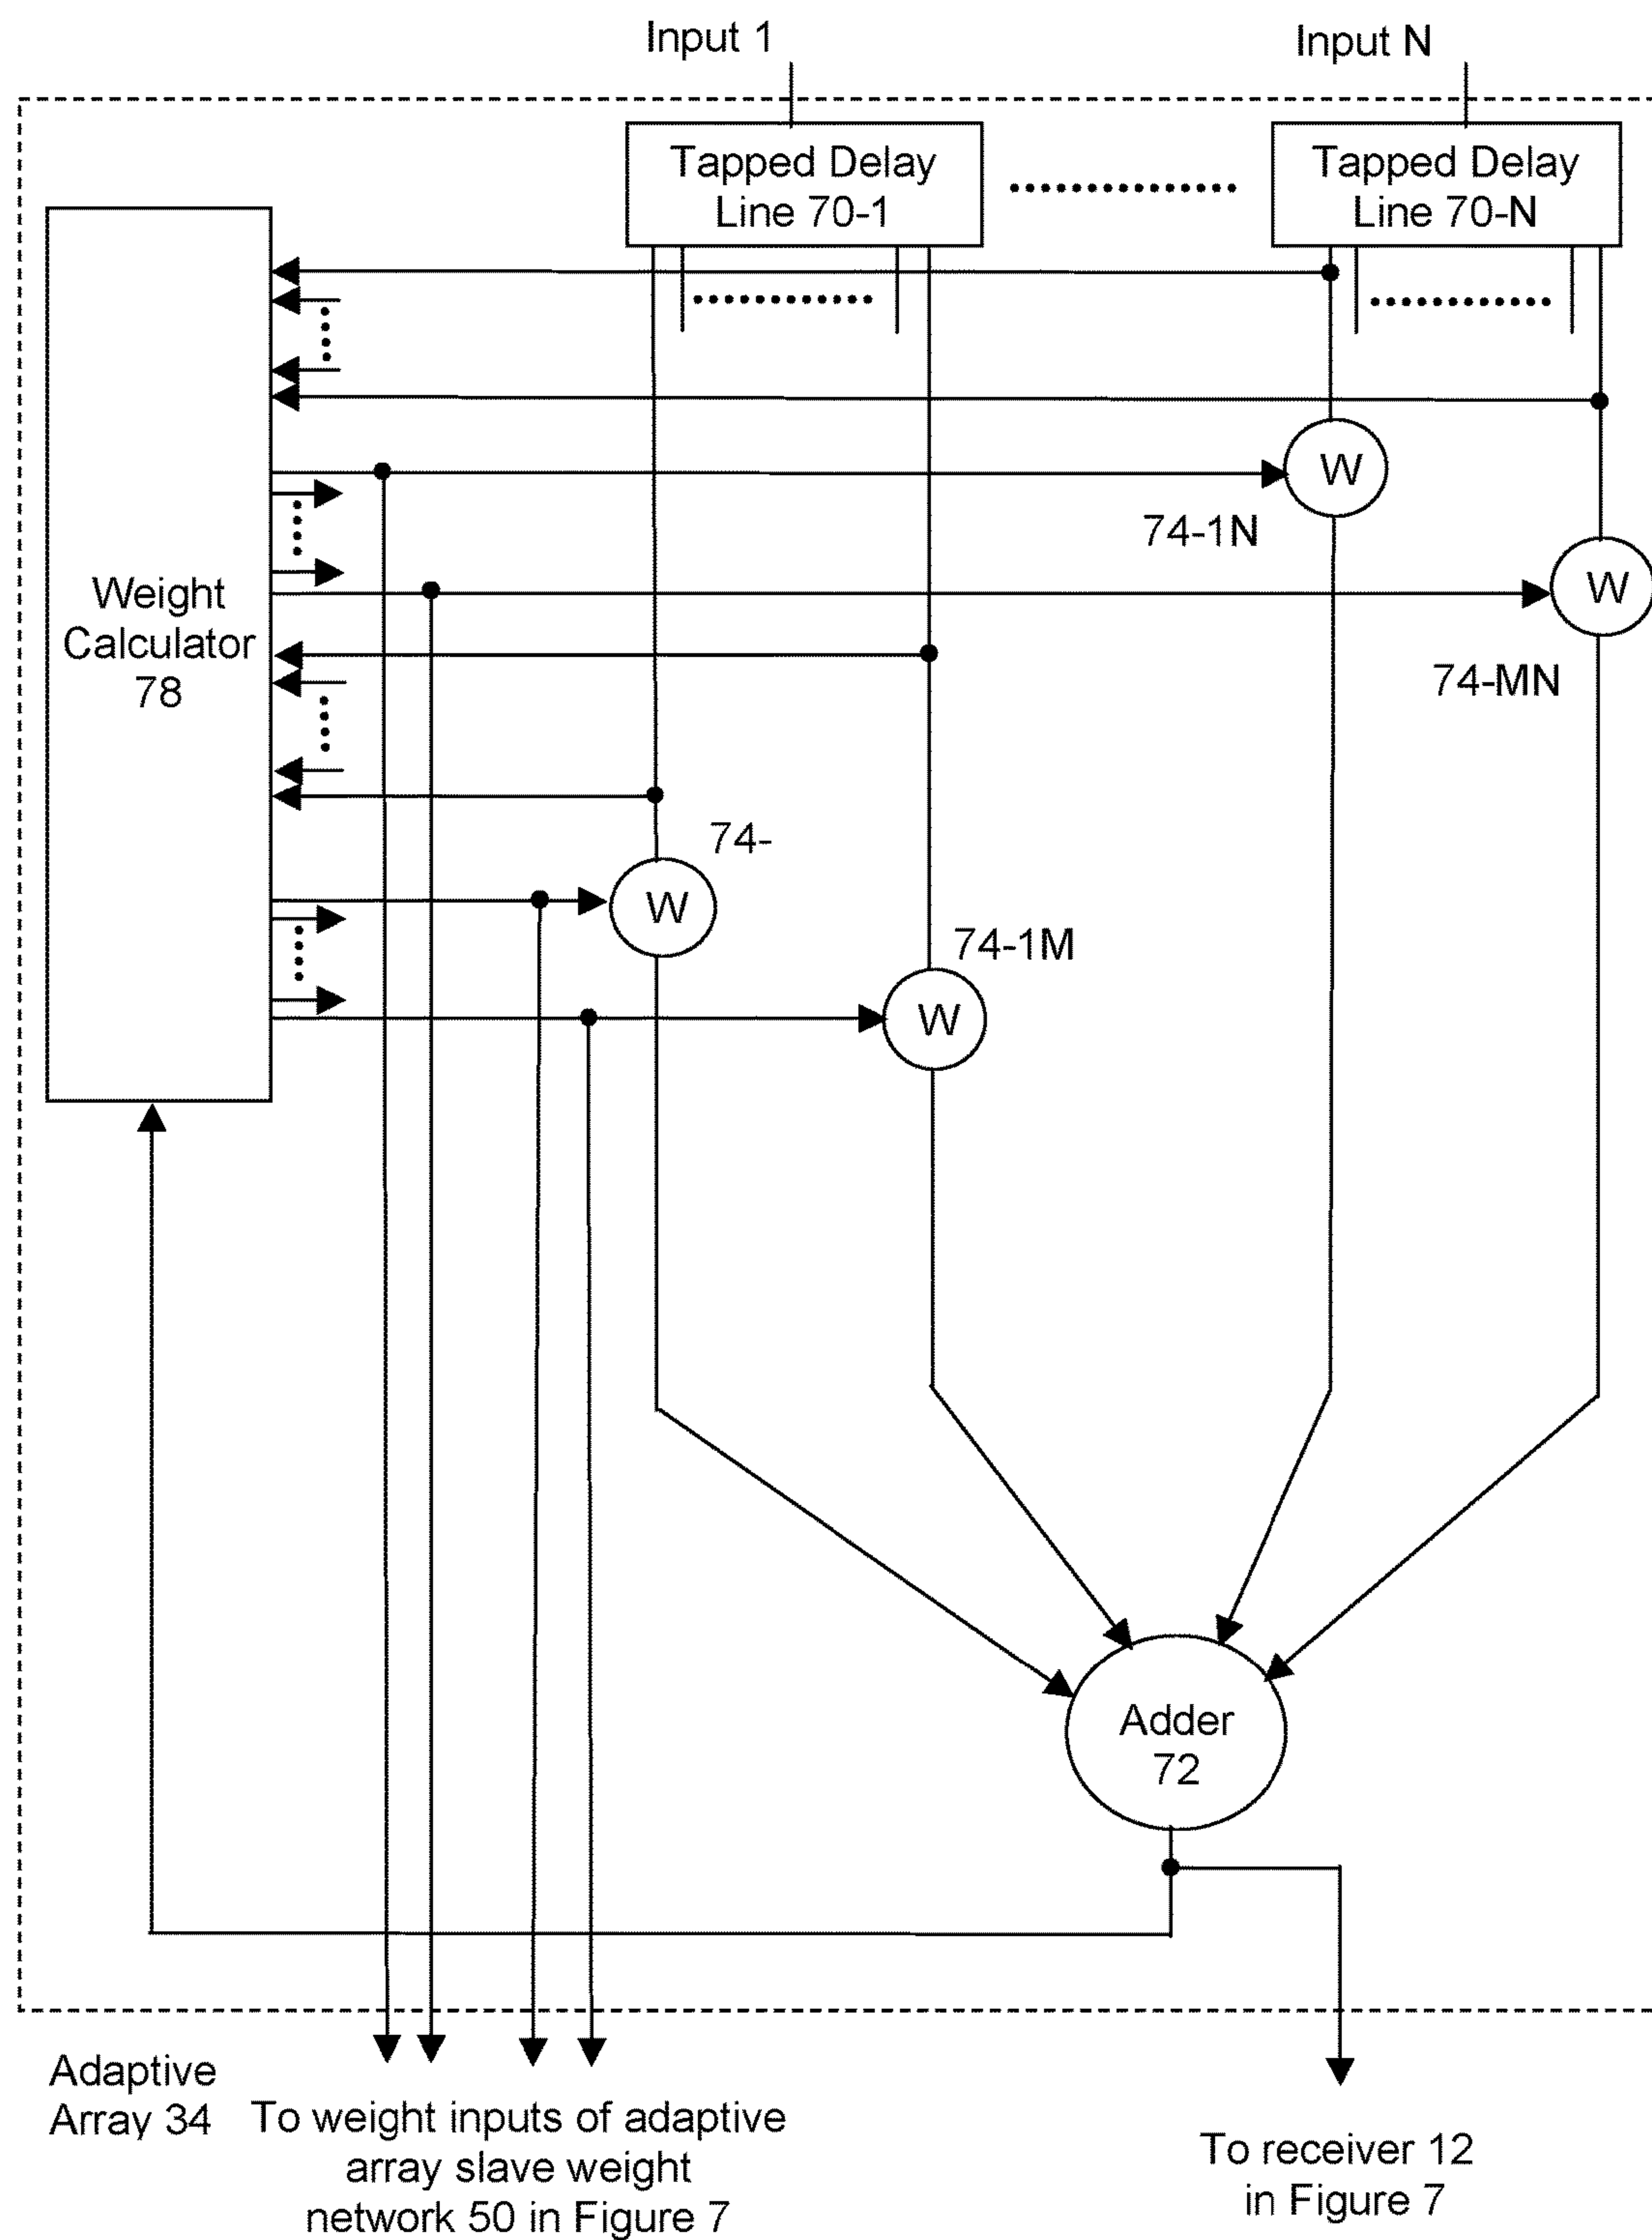 Input 1
Input N
Tapped Delay
Line 70-1
Tapped Delay
Line 70-N
W
74-1N
W
74-MN
Weight
Calculator
78
74-
W
74-1M
W
Adder
72
Adaptive
Array 34
To weight inputs of adaptive
array slave weight
network 50 in Figure 7
To receiver 12
in Figure 7